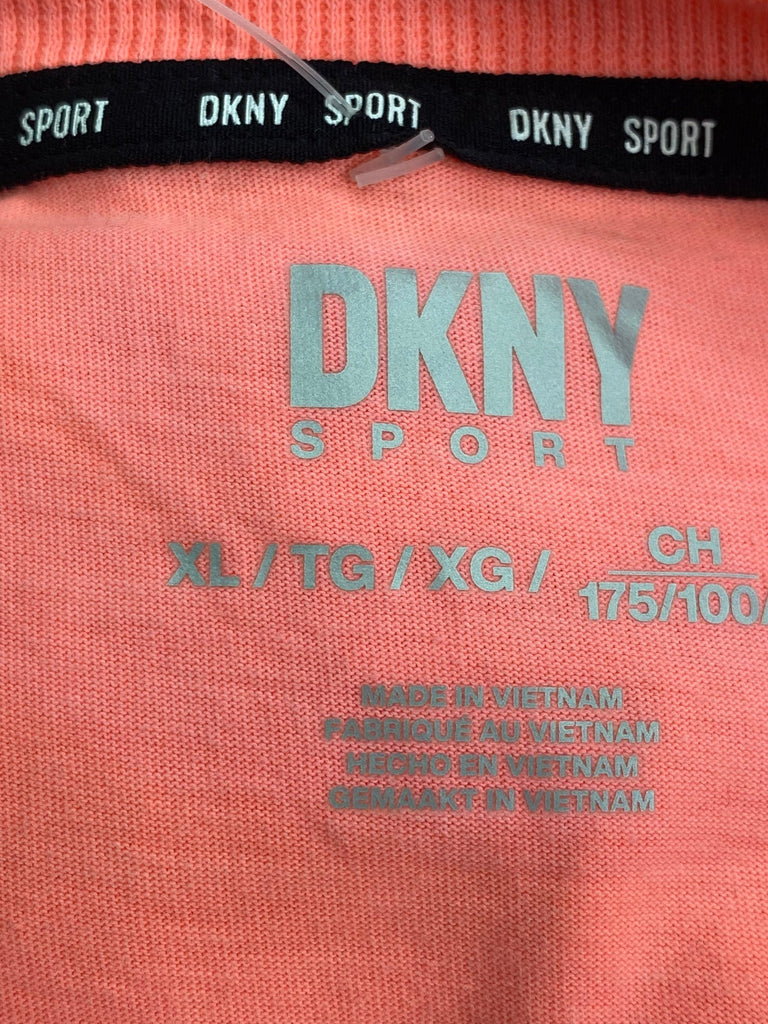 SPORT DKNY SPORT DKNY SPORT
DKNY
SPORT
XL / TG / XG / CH
175/100/
MADE IN VIETNAM
FABRIQUÉ AU VIETNAM
HECHO EN VIETNAM
GEMAAKT IN VIETNAM